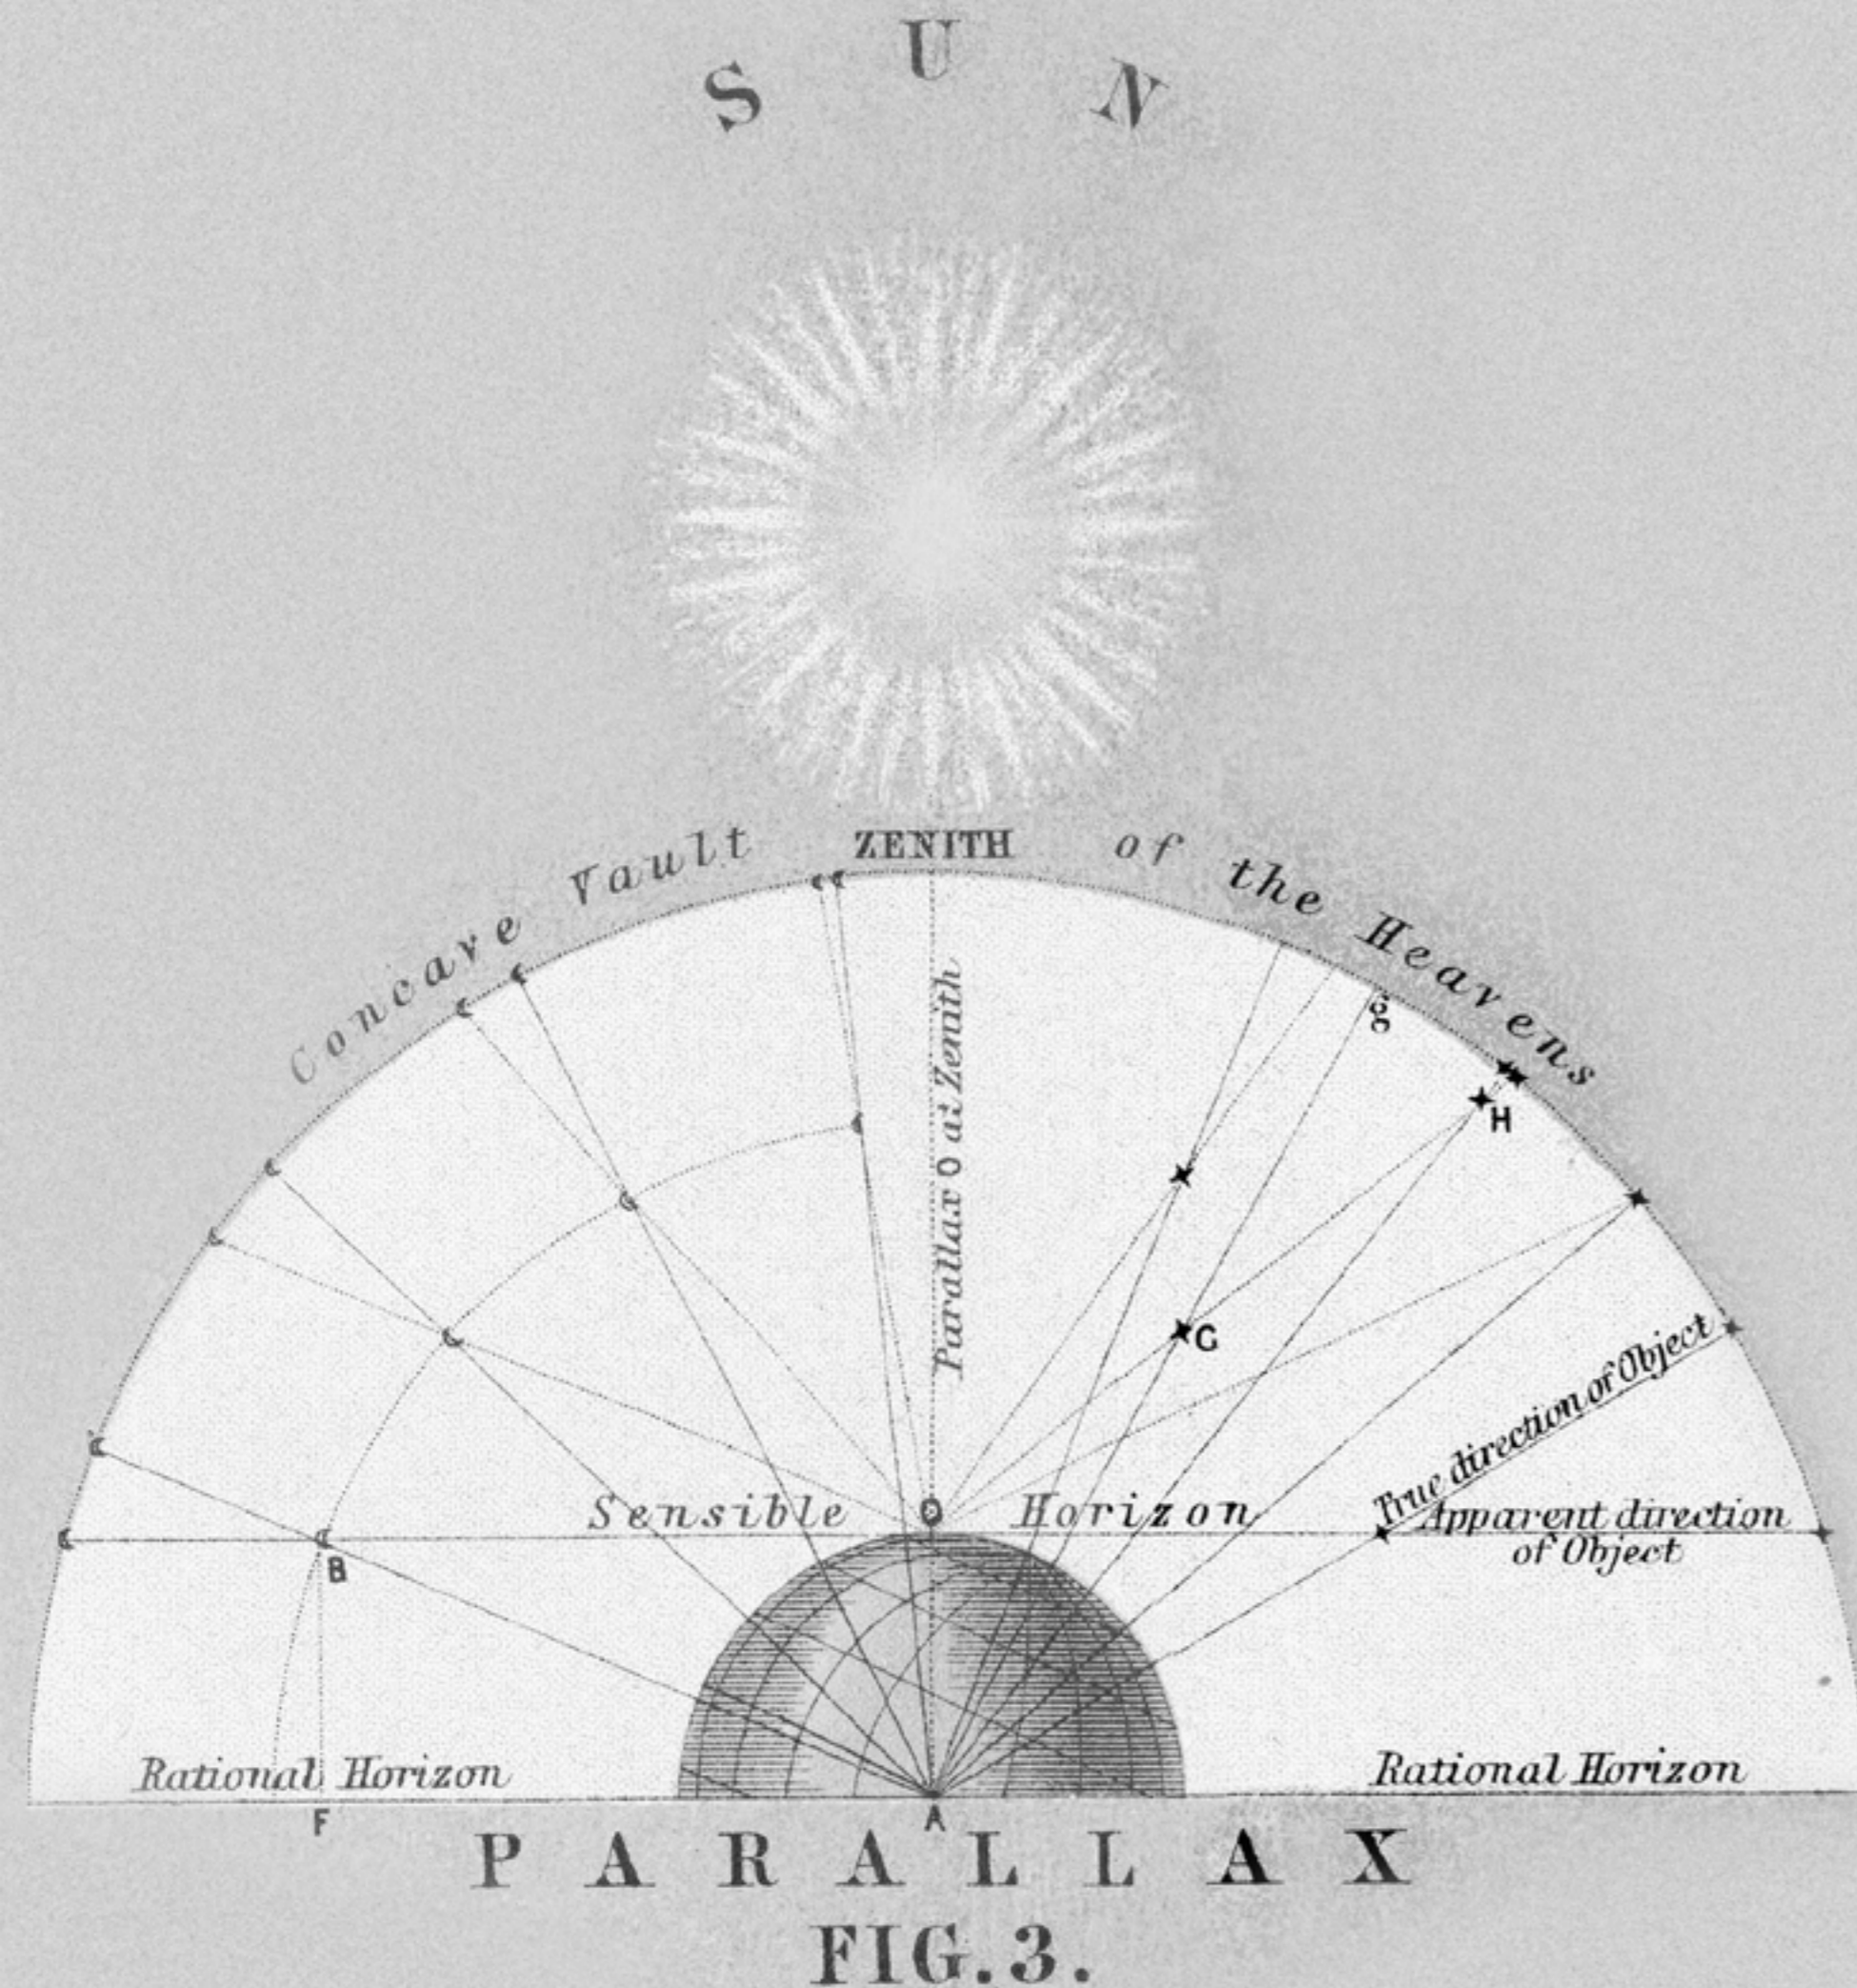 SUN
Concave Vault ZENITH of the Heavens
g
H
Parallax O at Zenith
G
True direction of Object
Sensible O Horizon
Apparent direction
of Object
B
Rational Horizon
Rational Horizon
F
A
PARALLAX
FIG.3.